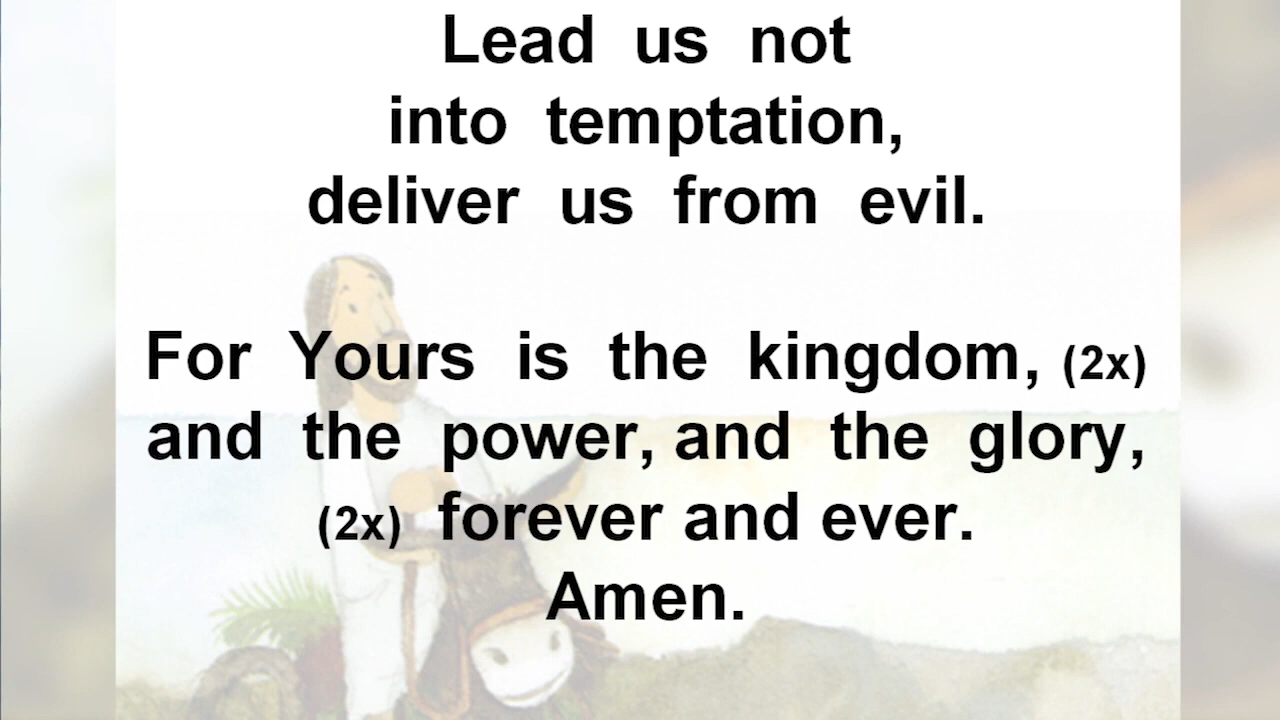 Lead us not
into temptation,
deliver us from evil.
For Yours is the kingdom, (2x)
and the power, and the glory,
(2x) forever and ever.
Amen.